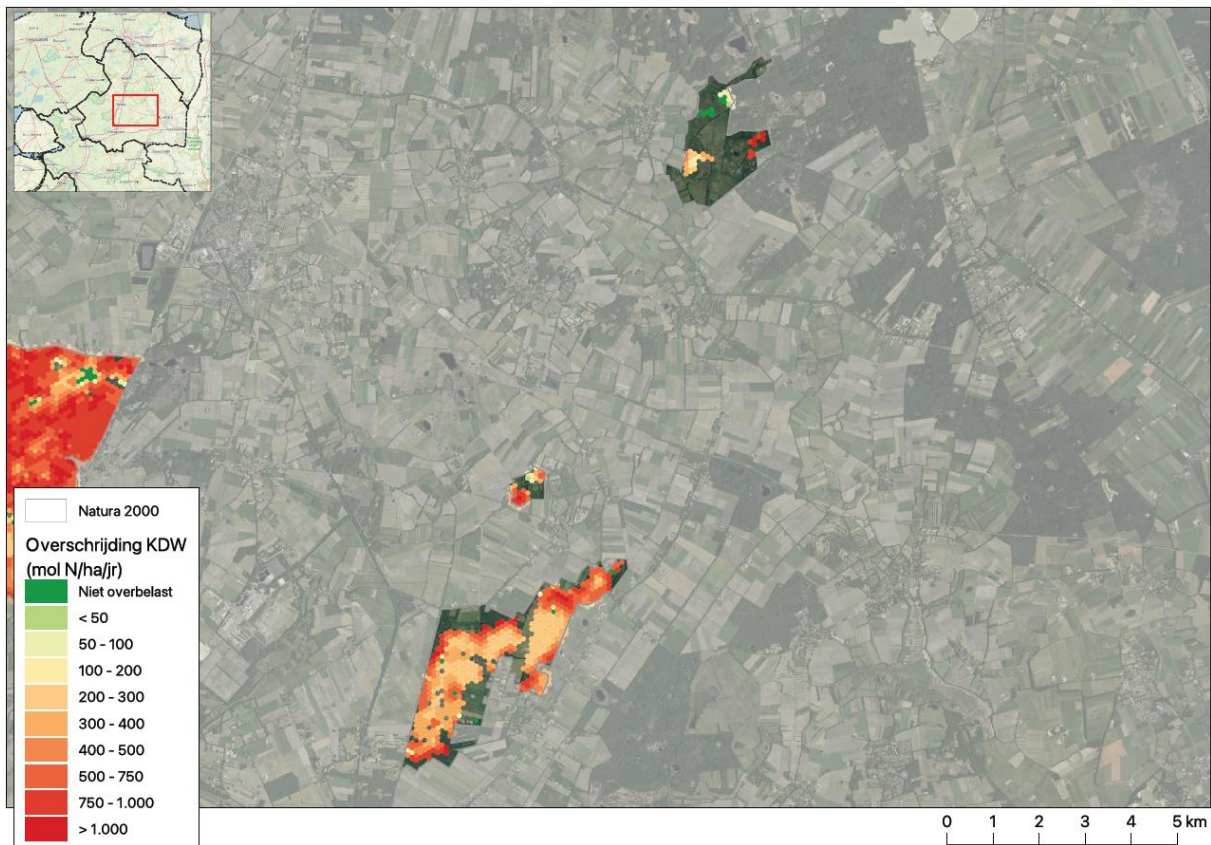 Natura 2000
Overschrijding KDW
(mol N/ha/jr)
Niet overbelast
< 50
50 - 100
100 - 200
200 - 300
300 - 400
400 - 500
500 - 750
750 - 1.000
> 1.000
0 1 2 3 4 5 km